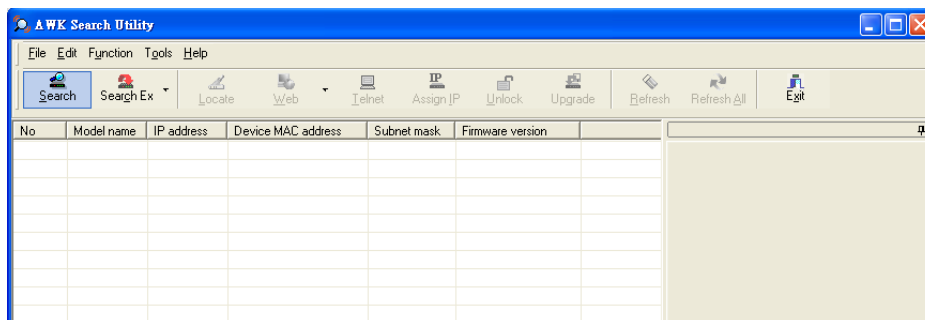 AWK Search Utility
File Edit Function Tools Help
Search Search Ex Locate Web Telnet Assign IP Unlock Upgrade Refresh Refresh All Exit
No Model name IP address Device MAC address Subnet mask Firmware version